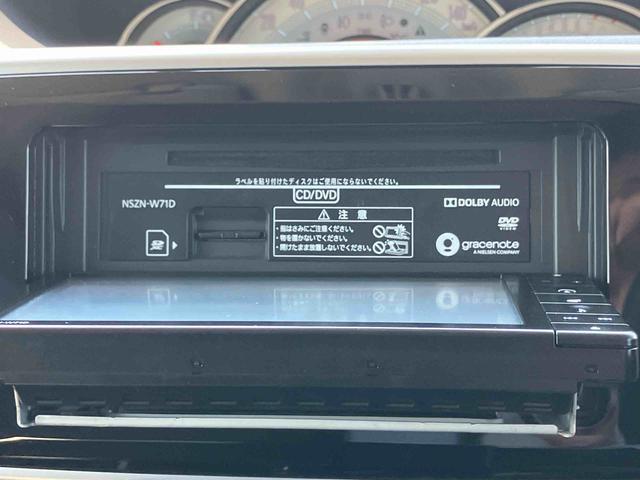 ラベルを貼り付けたディスクはご使用にならないでください。
CD/DVD
NSZN-W71D
DOLBY AUDIO
注意
・指はさみにご注意ください。
・物を置かないでください。
・開けたまま放置しないでください。
DVD
VIDEO
gracenote
A NIELSEN COMPANY
SD